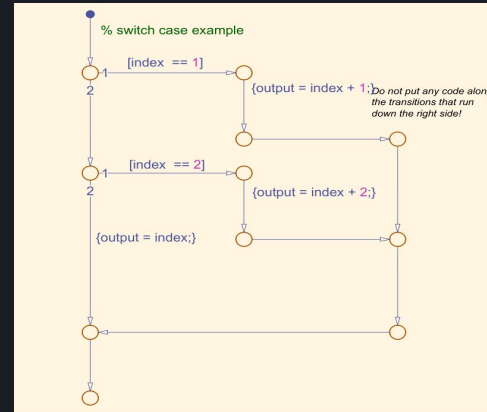 % switch case example
[index == 1]
1
2
{output = index + 1;}
Do not put any code
the transitions that run
down the right side!
[index == 2]
1
2
{output = index + 2;}
{output = index;}